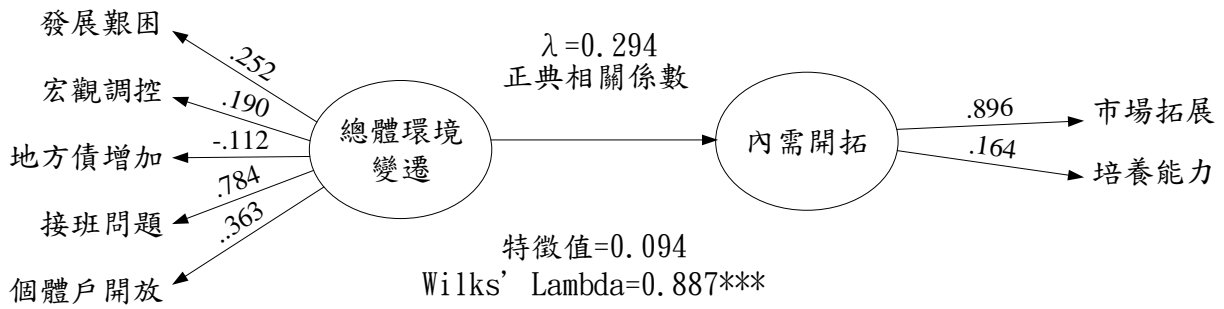 發展艱困
.252
宏觀調控
.190
地方債增加
-.112
接班問題
.784
個體戶開放
..363
總體環境
變遷
λ=0.294
正典相關係數
特徵值=0.094
Wilks’ Lambda=0.887***
內需開拓
.896
市場拓展
.164
培養能力